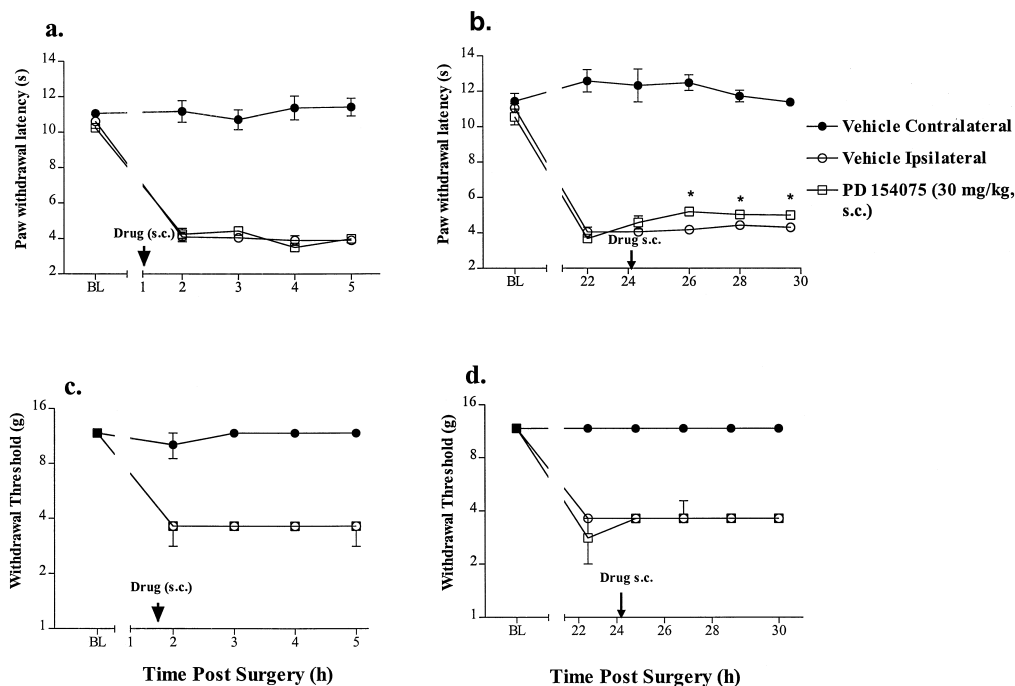 a.
Paw withdrawal latency (s)
14
12
10
8
6
4
2
Drug (s.c.)
BL
1
2
3
4
5
b.
Paw withdrawal latency (s)
14
12
10
8
6
4
2
* * *
Drug s.c.
BL
22
24
26
28
30
Vehicle Contralateral
Vehicle Ipsilateral
PD 154075 (30 mg/kg,
s.c.)
c.
Withdrawal Threshold (g)
16
8
4
2
1
Drug (s.c.)
BL
1
2
3
4
5
Time Post Surgery (h)
d.
Withdrawal Threshold (g)
16
8
4
2
1
Drug s.c.
BL
22
24
26
28
30
Time Post Surgery (h)